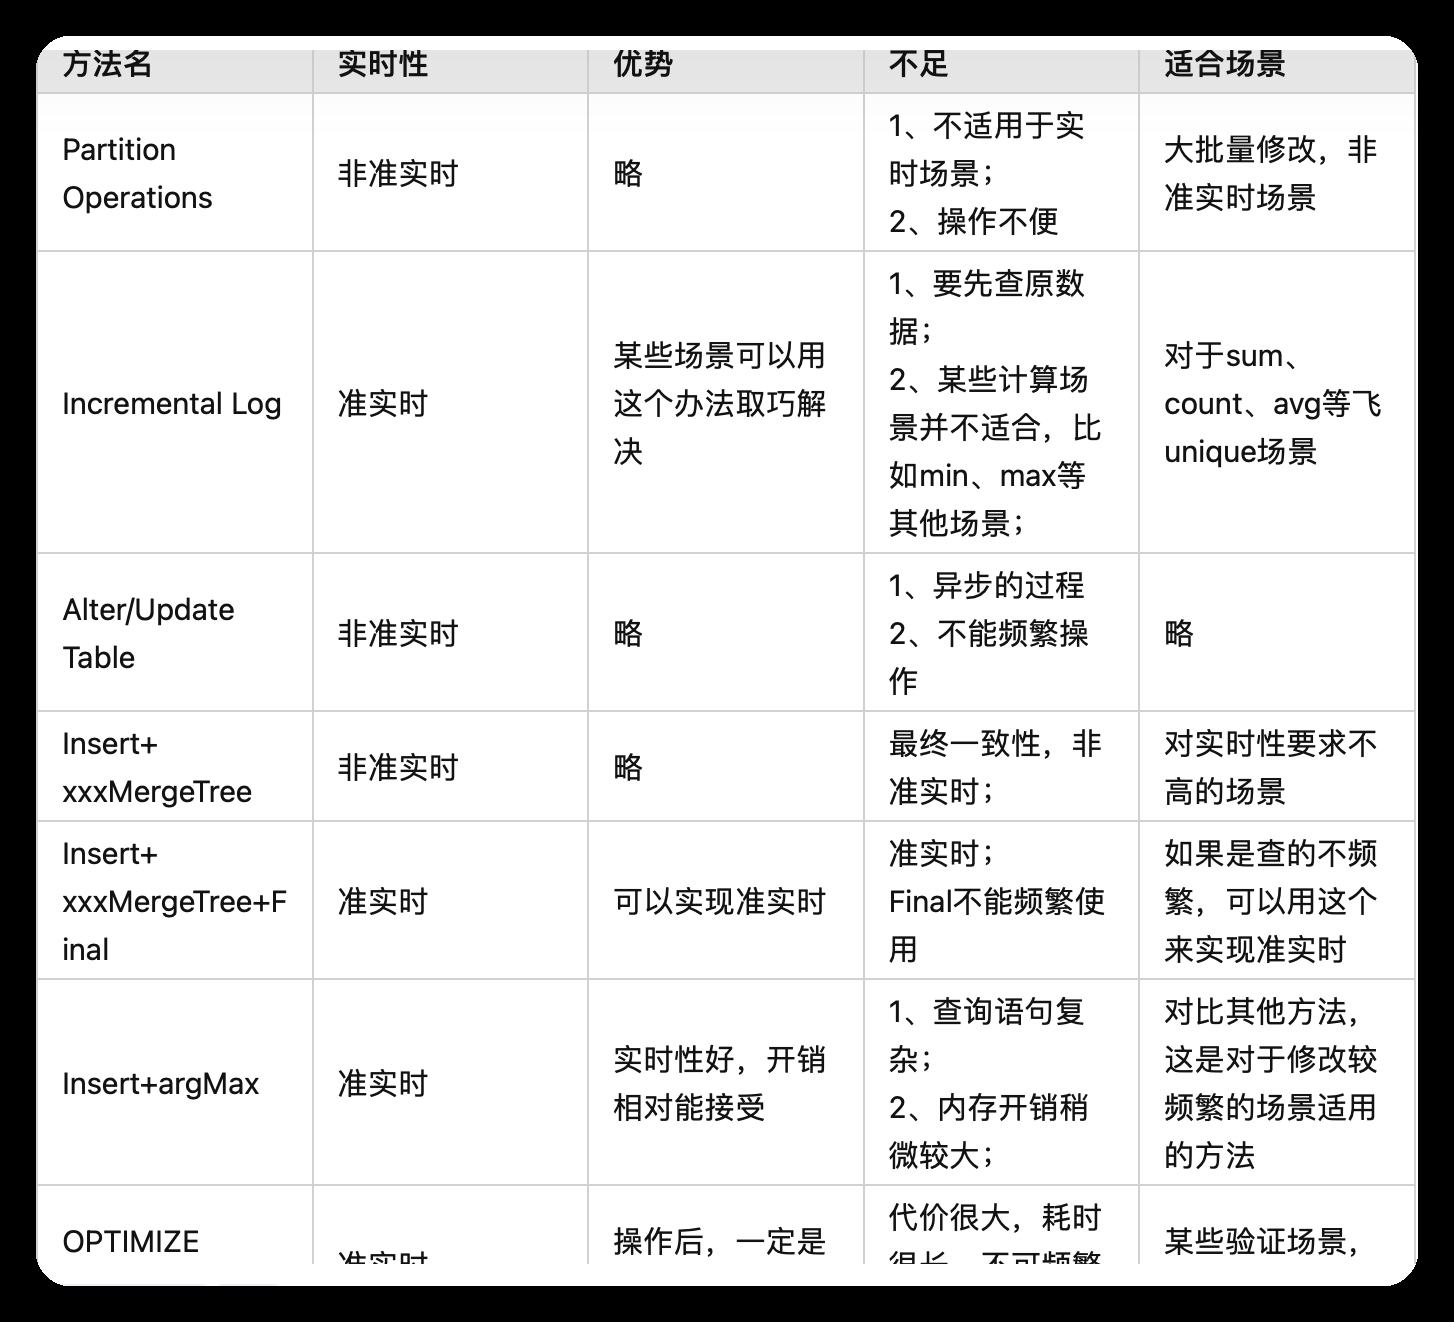 方法名
实时性
优势
不足
适合场景
Partition
Operations
非准实时
略
1、不适用于实
时场景；
2、操作不便
大批量修改，非
准实时场景
Incremental Log
准实时
某些场景可以用
这个办法取巧解
决
1、要先查原数
据；
2、某些计算场
景并不适合，比
如min、max等
其他场景；
对于sum、
count、avg等飞
unique场景
Alter/Update
Table
非准实时
略
1、异步的过程
2、不能频繁操
作
略
Insert+
xxxMergeTree
非准实时
略
最终一致性，非
准实时；
对实时性要求不
高的场景
Insert+
xxxMergeTree+F
inal
准实时
可以实现准实时
准实时；
Final不能频繁使
用
如果是查的不频
繁，可以用这个
来实现准实时
Insert+argMax
准实时
实时性好，开销
相对能接受
1、查询语句复
杂；
2、内存开销稍
微较大；
对比其他方法，
这是对于修改较
频繁的场景适用
的方法
OPTIMIZE
准实时
操作后，一定是
代价很大，耗时
很长，不可频繁
某些验证场景，